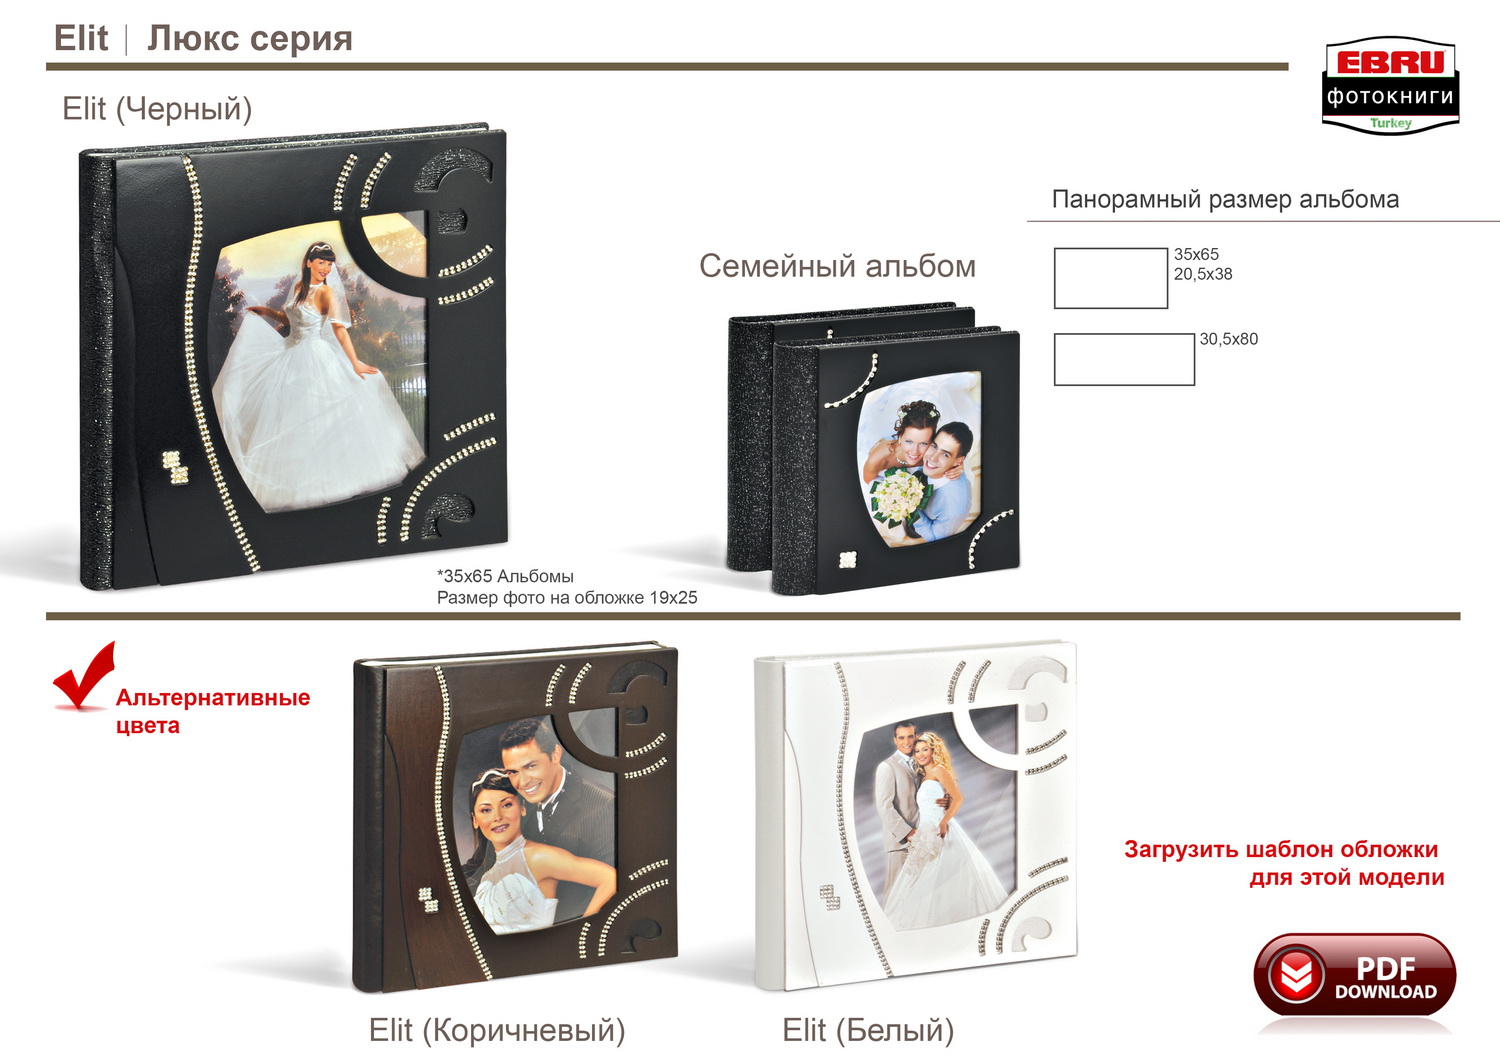 Elit | Люкс серия
EBRU
фотокниги
Turkey
Elit (Черный)
Панорамный размер альбома
35x65
20,5x38
30,5x80
Семейный альбом
*35x65 Альбомы
Размер фото на обложке 19x25
Альтернативные
цвета
Загрузить шаблон обложки
для этой модели
PDF
DOWNLOAD
Elit (Коричневый)
Elit (Белый)